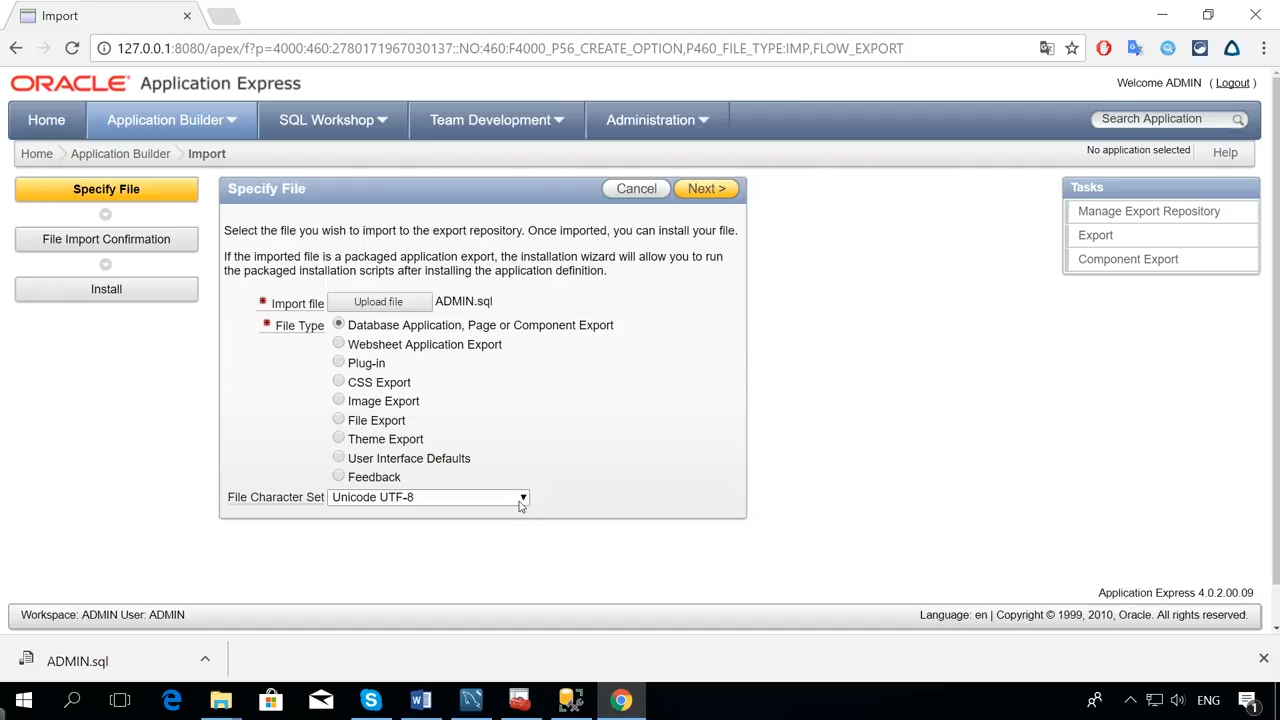 Import
127.0.0.1:8080/apex/f?p=4000:460:2780171967030137::NO:460:F4000_P56_CREATE_OPTION,P460_FILE_TYPE:IMP,FLOW_EXPORT
ORACLE Application Express
Welcome ADMIN ( Logout )
Home
Application Builder
SQL Workshop
Team Development
Administration
Search Application
Home
Application Builder
Import
No application selected
Help
Specify File
File Import Confirmation
Install
Specify File
Cancel
Next >
Select the file you wish to import to the export repository. Once imported, you can install your file.
If the imported file is a packaged application export, the installation wizard will allow you to run
the packaged installation scripts after installing the application definition.
Import file
Upload file
ADMIN.sql
File Type
Database Application, Page or Component Export
Websheet Application Export
Plug-in
CSS Export
Image Export
File Export
Theme Export
User Interface Defaults
Feedback
File Character Set
Unicode UTF-8
Tasks
Manage Export Repository
Export
Component Export
Application Express 4.0.2.00.09
Workspace: ADMIN User: ADMIN
Language: en | Copyright © 1999, 2010, Oracle. All rights reserved.
ADMIN.sql
ENG
1